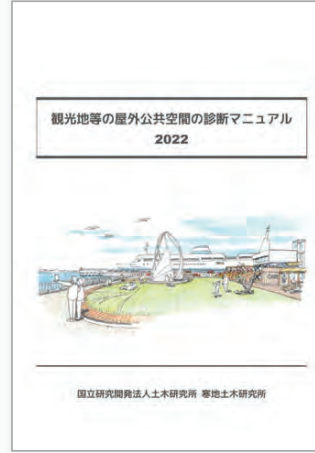 観光地等の屋外公共空間の診断マニュアル
2022
国立研究開発法人土木研究所 寒地土木研究所